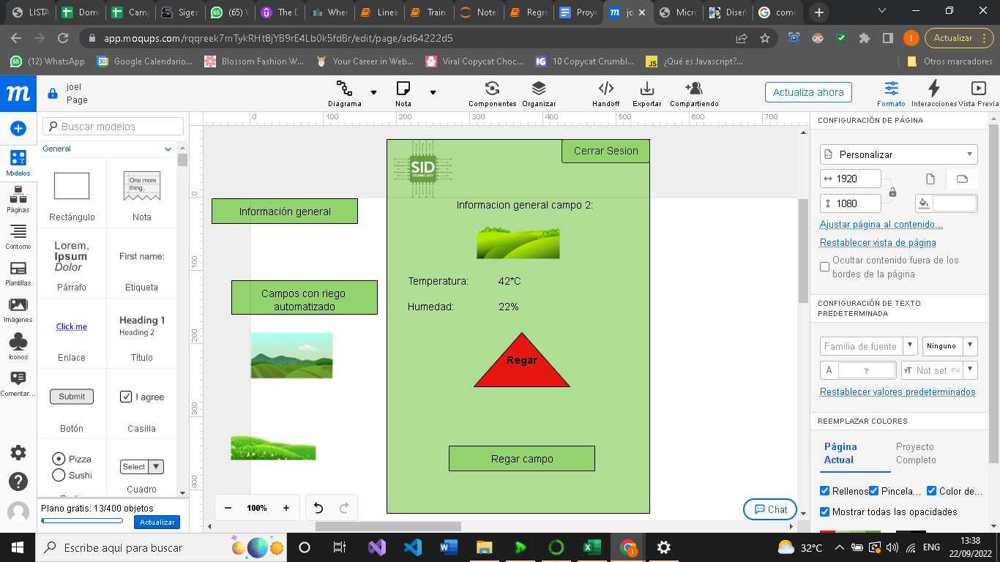 LISTA
Domi
Camp
Siges
(65) V
The D
Wher
Linea
Train
Notel
Regre
Proye
jo
Micro
Diseñ
como
app.moqups.com/rqqreek7mTykRHt8jYB9rE4Lb0k5fdBr/edit/page/ad64222d5
Actualizar
(12) WhatsApp
Google Calendario...
Blossom Fashion W...
Your Career in Web...
Viral Copycat Choc...
10 Copycat Crumbl...
¿Qué es Javascript?...
Otros marcadores
joel
Page
Diagrama
Nota
Componentes
Organizar
Handoff
Exportar
Compartiendo
Actualiza ahora
Formato
Interacciones
Vista Previa
Modelos
Páginas
Contorno
Plantillas
Imágenes
Iconos
Comentar...
Buscar modelos
General
One more
thing..
Rectángulo
Nota
Lorem,
Ipsum
Dolor
First name:
Párrafo
Etiqueta
Click me
Heading 1
Heading 2
Enlace
Título
Submit
I agree
Botón
Casilla
Pizza
Sushi
Select
Cuadro
Plano gratis: 13/400 objetos
Actualizar
0
100
200
300
400
500
600
700
0
100
200
300
400
Información general
Campos con riego
automatizado
SID
TECHNOLOGY
Cerrar Sesion
Informacion general campo 2:
Temperatura:
42*C
Humedad:
22%
Regar
Regar campo
100%
Chat
CONFIGURACIÓN DE PÁGINA
Personalizar
1920
1080
Ajustar página al contenido...
Restablecer vista de página
Ocultar contenido fuera de los
bordes de la página
CONFIGURACIÓN DE TEXTO
PREDETERMINADA
Familia de fuente
Ninguno
A
?
Not set
PX
Restablecer valores predeterminados
REEMPLAZAR COLORES
Página
Actual
Proyecto
Completo
Rellenos
Pincela...
Color de...
Mostrar todas las opacidades
Escribe aquí para buscar
32°C
ENG
13:38
22/09/2022